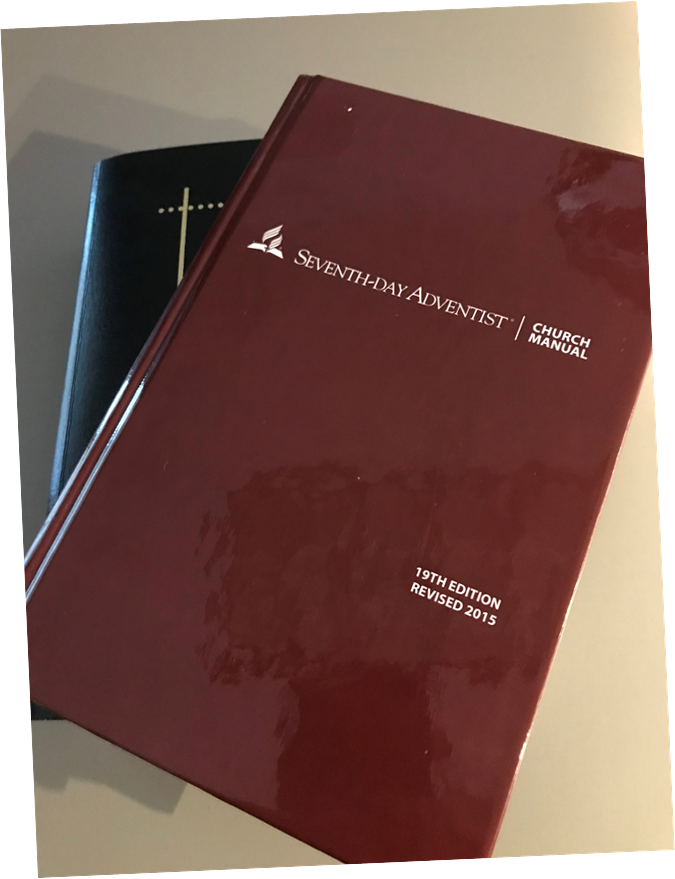 SEVENTH-DAY ADVENTIST® | CHURCH
MANUAL
19TH EDITION
REVISED 2015